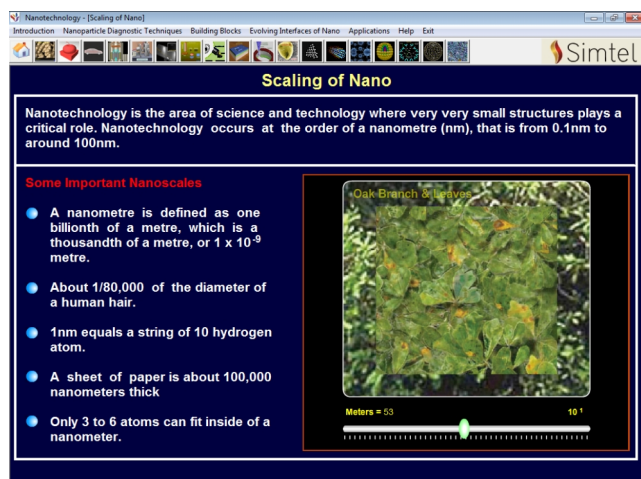 Nanotechnology - [Scaling of Nano]
Introduction Nanoparticle Diagnostic Techniques Building Blocks Evolving Interfaces of Nano Applications Help Exit
Simtel
Scaling of Nano
Nanotechnology is the area of science and technology where very very small structures plays a
critical role. Nanotechnology occurs at the order of a nanometre (nm), that is from 0.1nm to
around 100nm.
Some Important Nanoscales
A nanometre is defined as one
billionth of a metre, which is a
thousandth of a metre, or 1 x 10⁻⁹
metre.
About 1/80,000 of the diameter of
a human hair.
1nm equals a string of 10 hydrogen
atom.
A sheet of paper is about 100,000
nanometers thick
Only 3 to 6 atoms can fit inside of a
nanometer.
Oak Branch & Leaves
Meters = 53 10¹